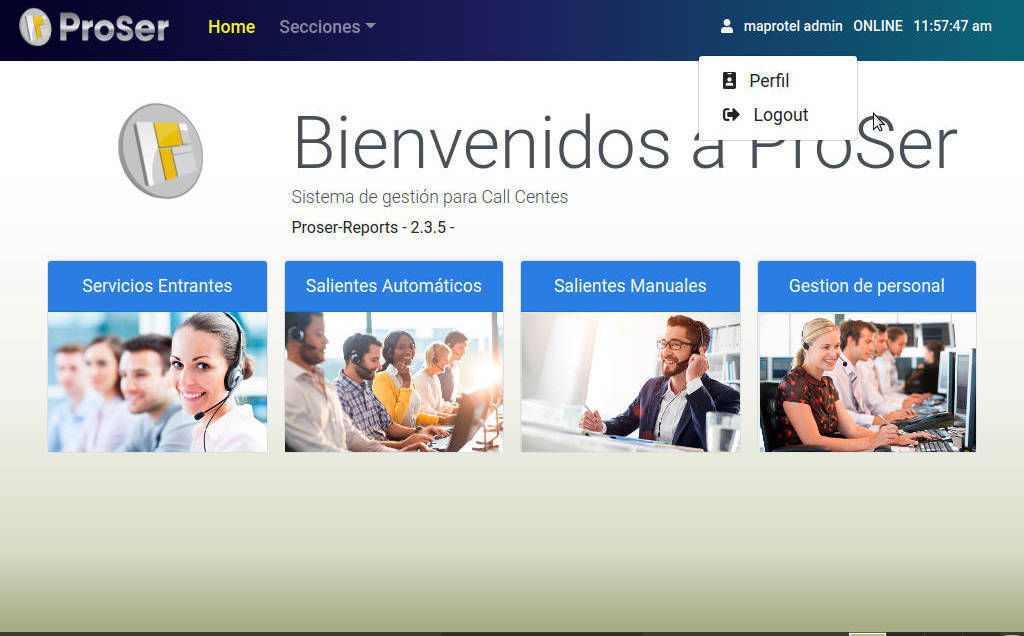 ProSer Home Secciones maprotel admin ONLINE 11:57:47 am
Perfil
Logout
Bienvenidos a ProSer
Sistema de gestión para Call Centes
Proser-Reports - 2.3.5 -
Servicios Entrantes Salientes Automáticos Salientes Manuales Gestion de personal